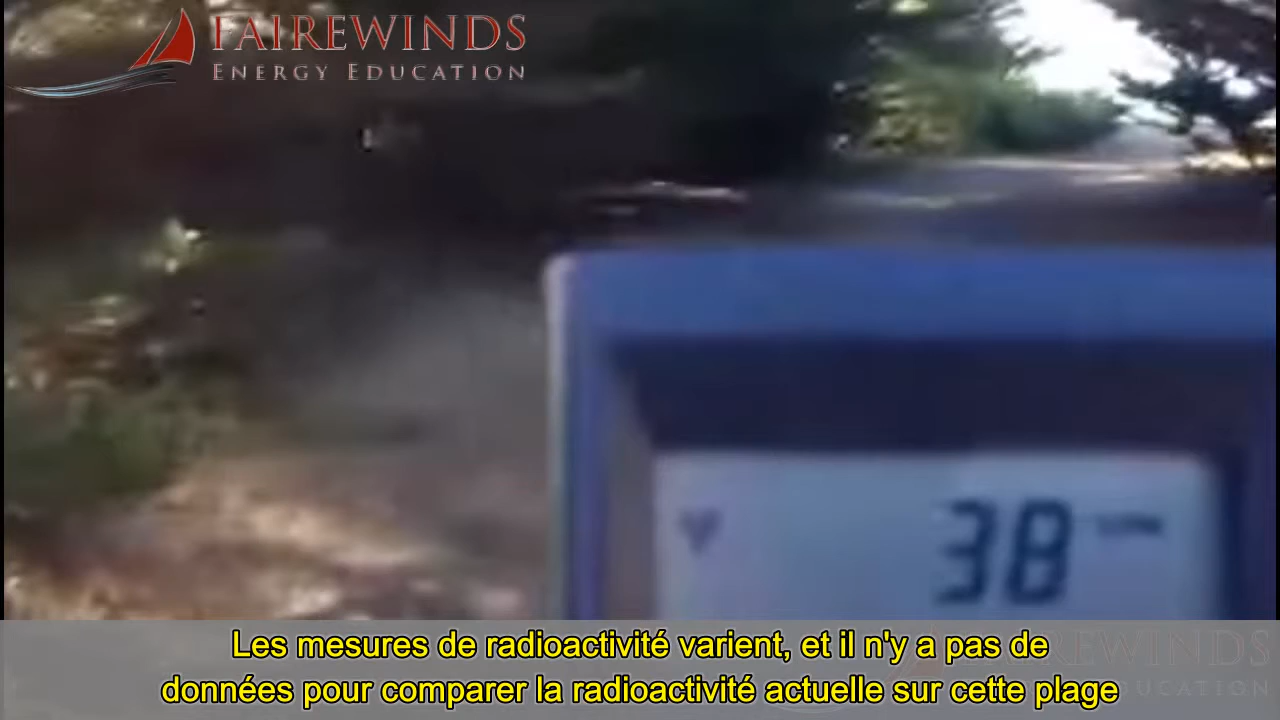 FAIREWINDS
ENERGY EDUCATION
38
Les mesures de radioactivité varient, et il n'y a pas de
données pour comparer la radioactivité actuelle sur cette plage